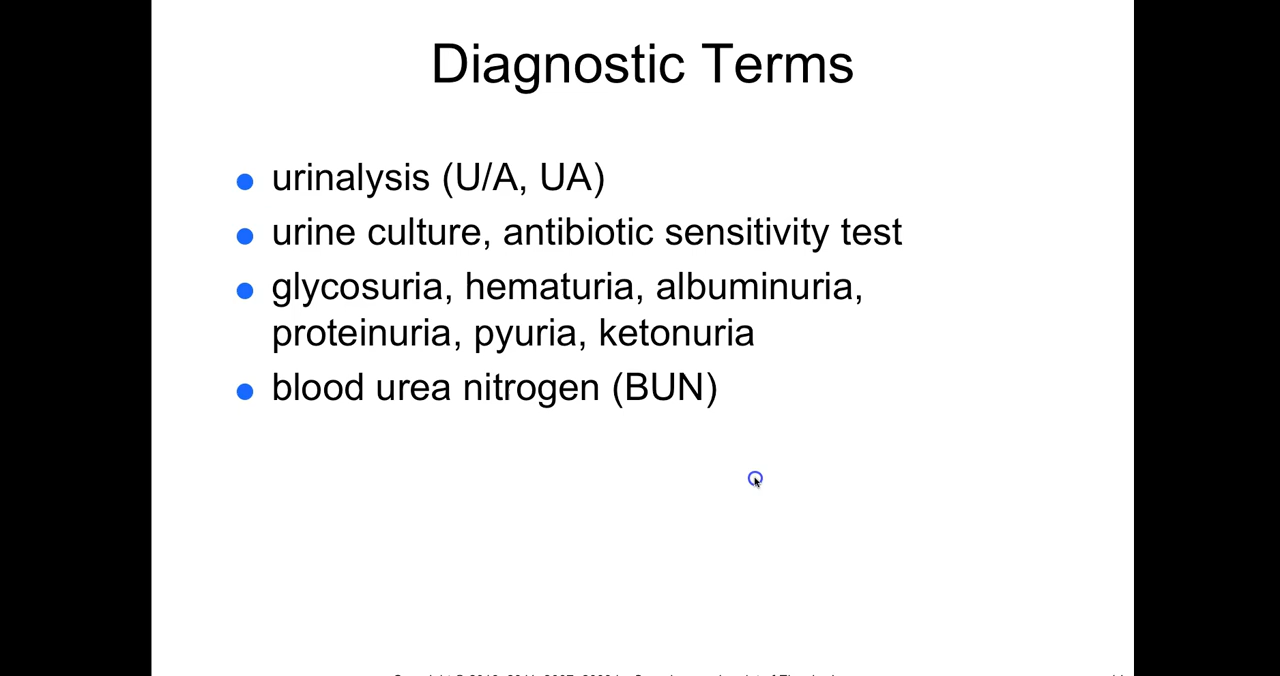 Diagnostic Terms
urinalysis (U/A, UA)
urine culture, antibiotic sensitivity test
glycosuria, hematuria, albuminuria,
proteinuria, pyuria, ketonuria
blood urea nitrogen (BUN)